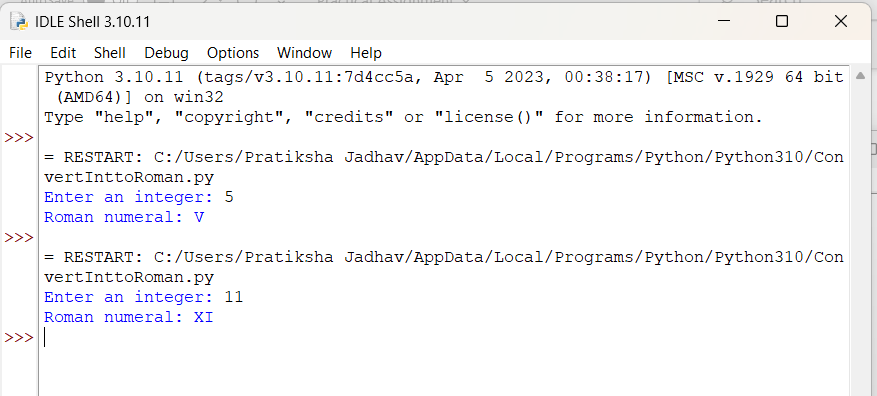 IDLE Shell 3.10.11
File Edit Shell Debug Options Window Help
Python 3.10.11 (tags/v3.10.11:7d4cc5a, Apr  5 2023, 00:38:17) [MSC v.1929 64 bit
 (AMD64)] on win32
Type "help", "copyright", "credits" or "license()" for more information.
>>>
= RESTART: C:/Users/Pratiksha Jadhav/AppData/Local/Programs/Python/Python310/Con
vertInttoRoman.py
Enter an integer: 5
Roman numeral: V
>>>
= RESTART: C:/Users/Pratiksha Jadhav/AppData/Local/Programs/Python/Python310/Con
vertInttoRoman.py
Enter an integer: 11
Roman numeral: XI
>>>